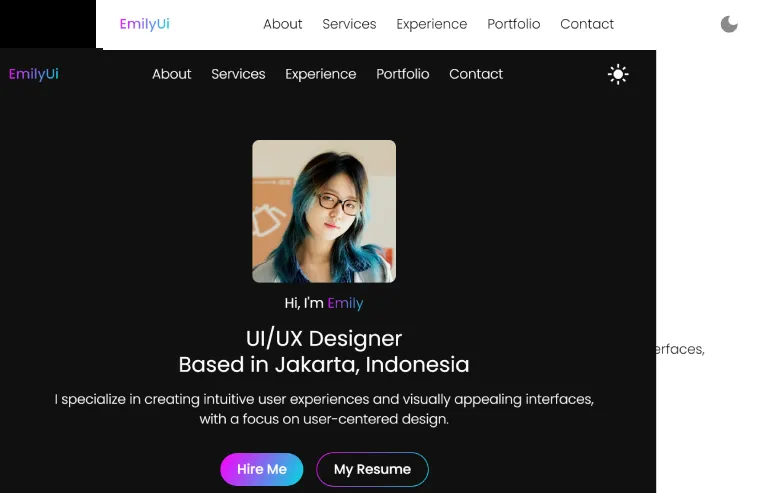 EmilyUi About Services Experience Portfolio Contact
EmilyUi About Services Experience Portfolio Contact
Hi, I'm Emily
UI/UX Designer
Based in Jakarta, Indonesia
erfaces,
I specialize in creating intuitive user experiences and visually appealing interfaces,
with a focus on user-centered design.
Hire Me My Resume